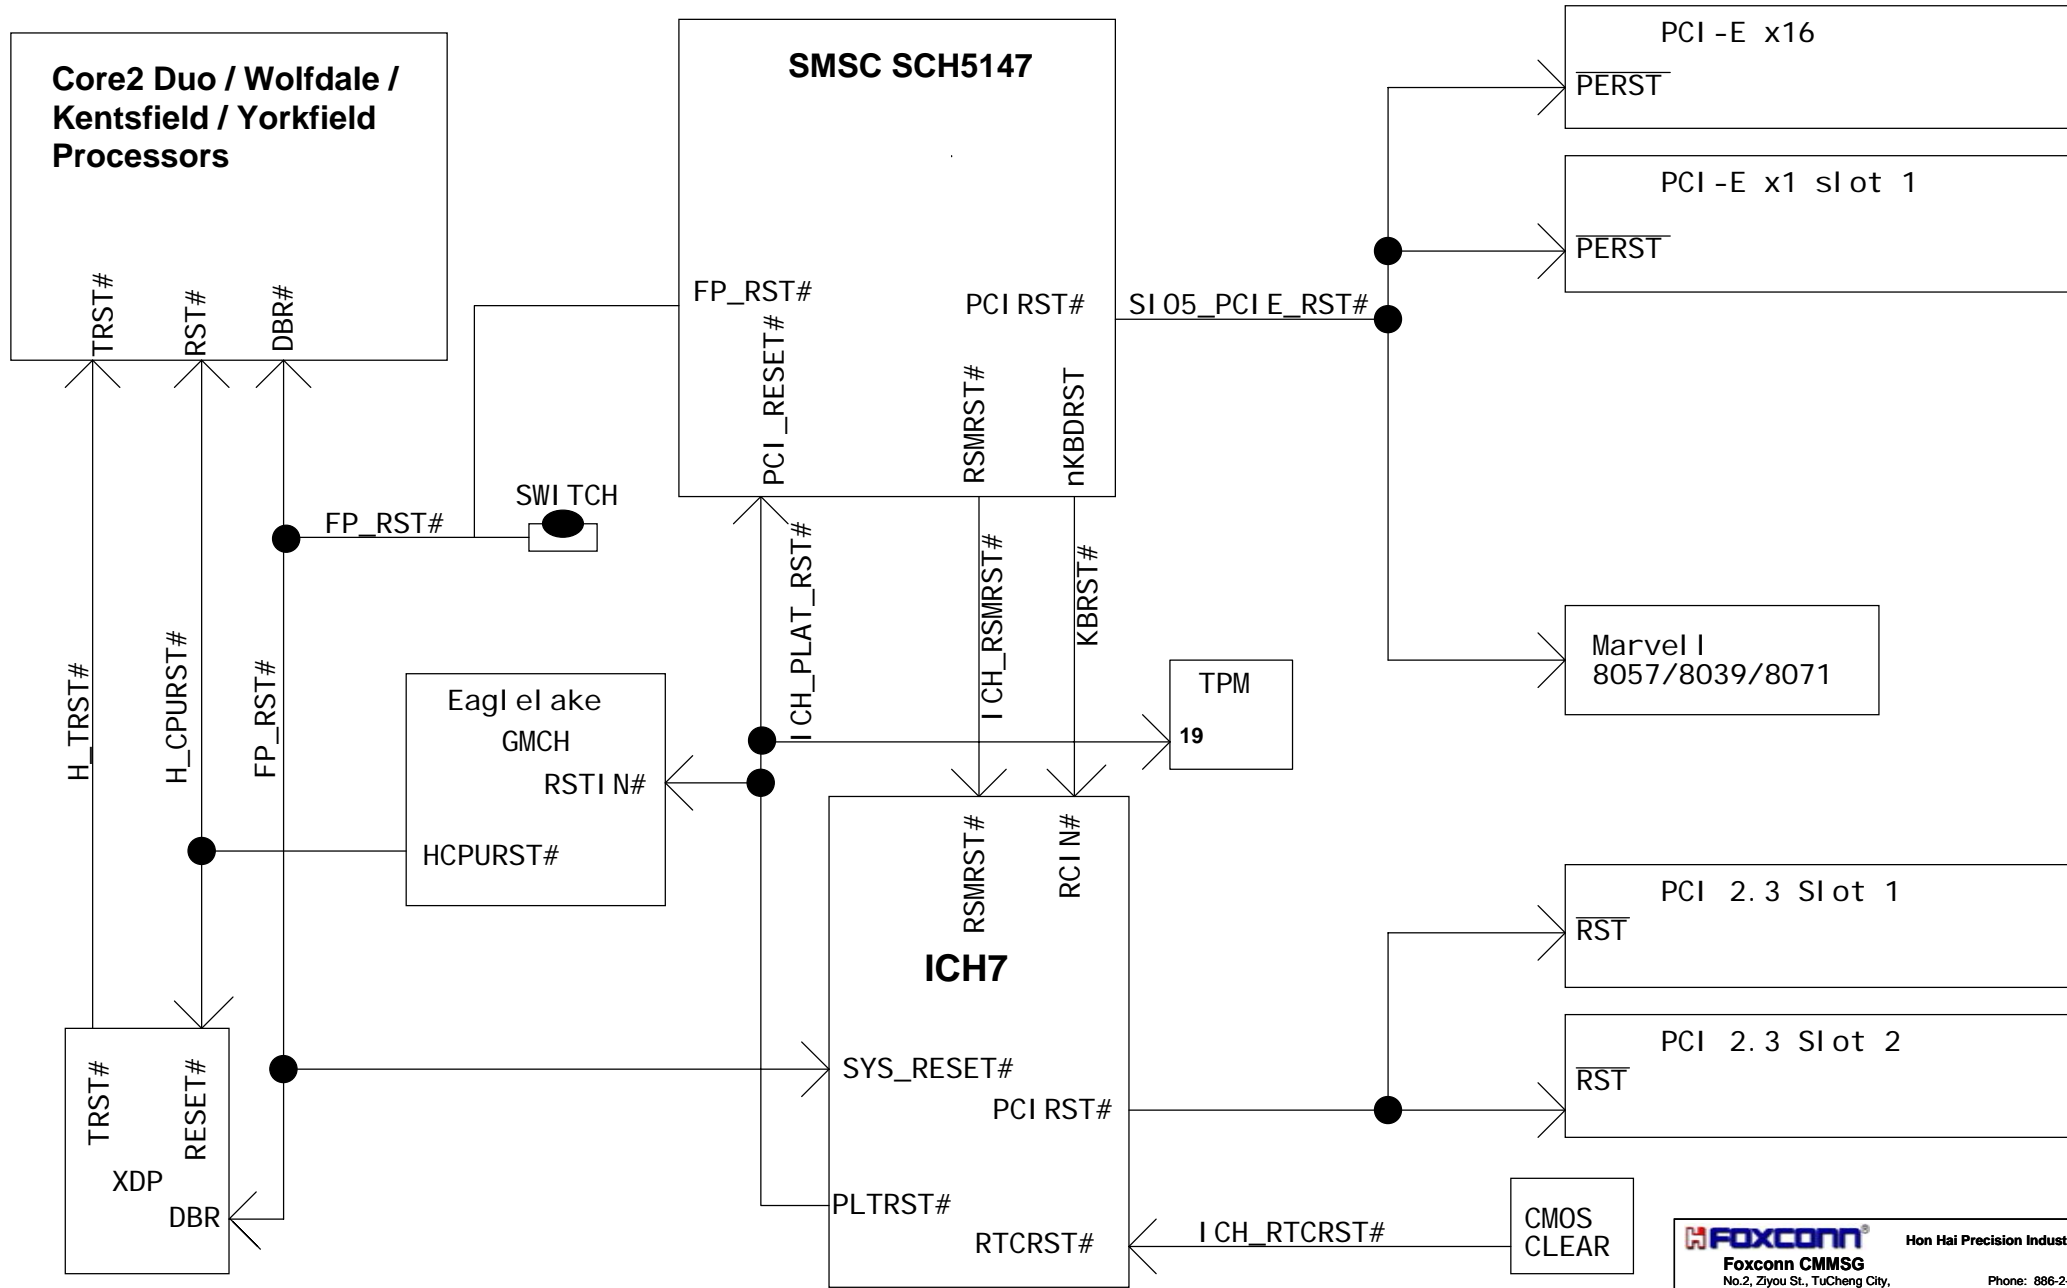 Core2 Duo / Wolfdale /
Kentsfield / Yorkfield
Processors
TRST#
RST#
DBR#
SMSC SCH5147
FP_RST#
PCI_RESET#
PCIRST#
RSMRST#
nKBDRST
SIO5_PCIE_RST#
PCI-E x16
PERST
PCI-E x1 slot 1
PERST
SWITCH
FP_RST#
H_TRST#
H_CPURST#
FP_RST#
ICH_PLAT_RST#
ICH_RSMRST#
KBRST#
Marvell
8057/8039/8071
Eaglelake
GMCH
RSTIN#
HCPURST#
TPM
19
RSMRST#
RCIN#
ICH7
SYS_RESET#
PCIRST#
PLTRST#
RTCRST#
PCI 2.3 Slot 1
RST
PCI 2.3 Slot 2
RST
TRST#
RESET#
XDP
DBR
ICH_RTCRST#
CMOS
CLEAR
FOXCONN®
Hon Hai Precision Indust
Foxconn CMMSG
No.2, Ziyou St., TuCheng City,
Phone: 886-2-